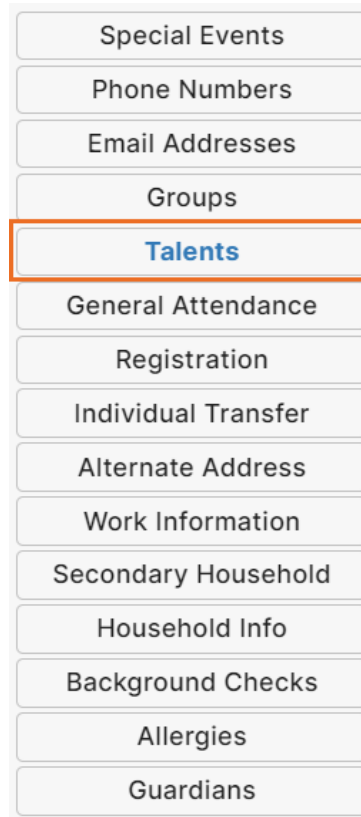 Special Events
Phone Numbers
Email Addresses
Groups
Talents
General Attendance
Registration
Individual Transfer
Alternate Address
Work Information
Secondary Household
Household Info
Background Checks
Allergies
Guardians